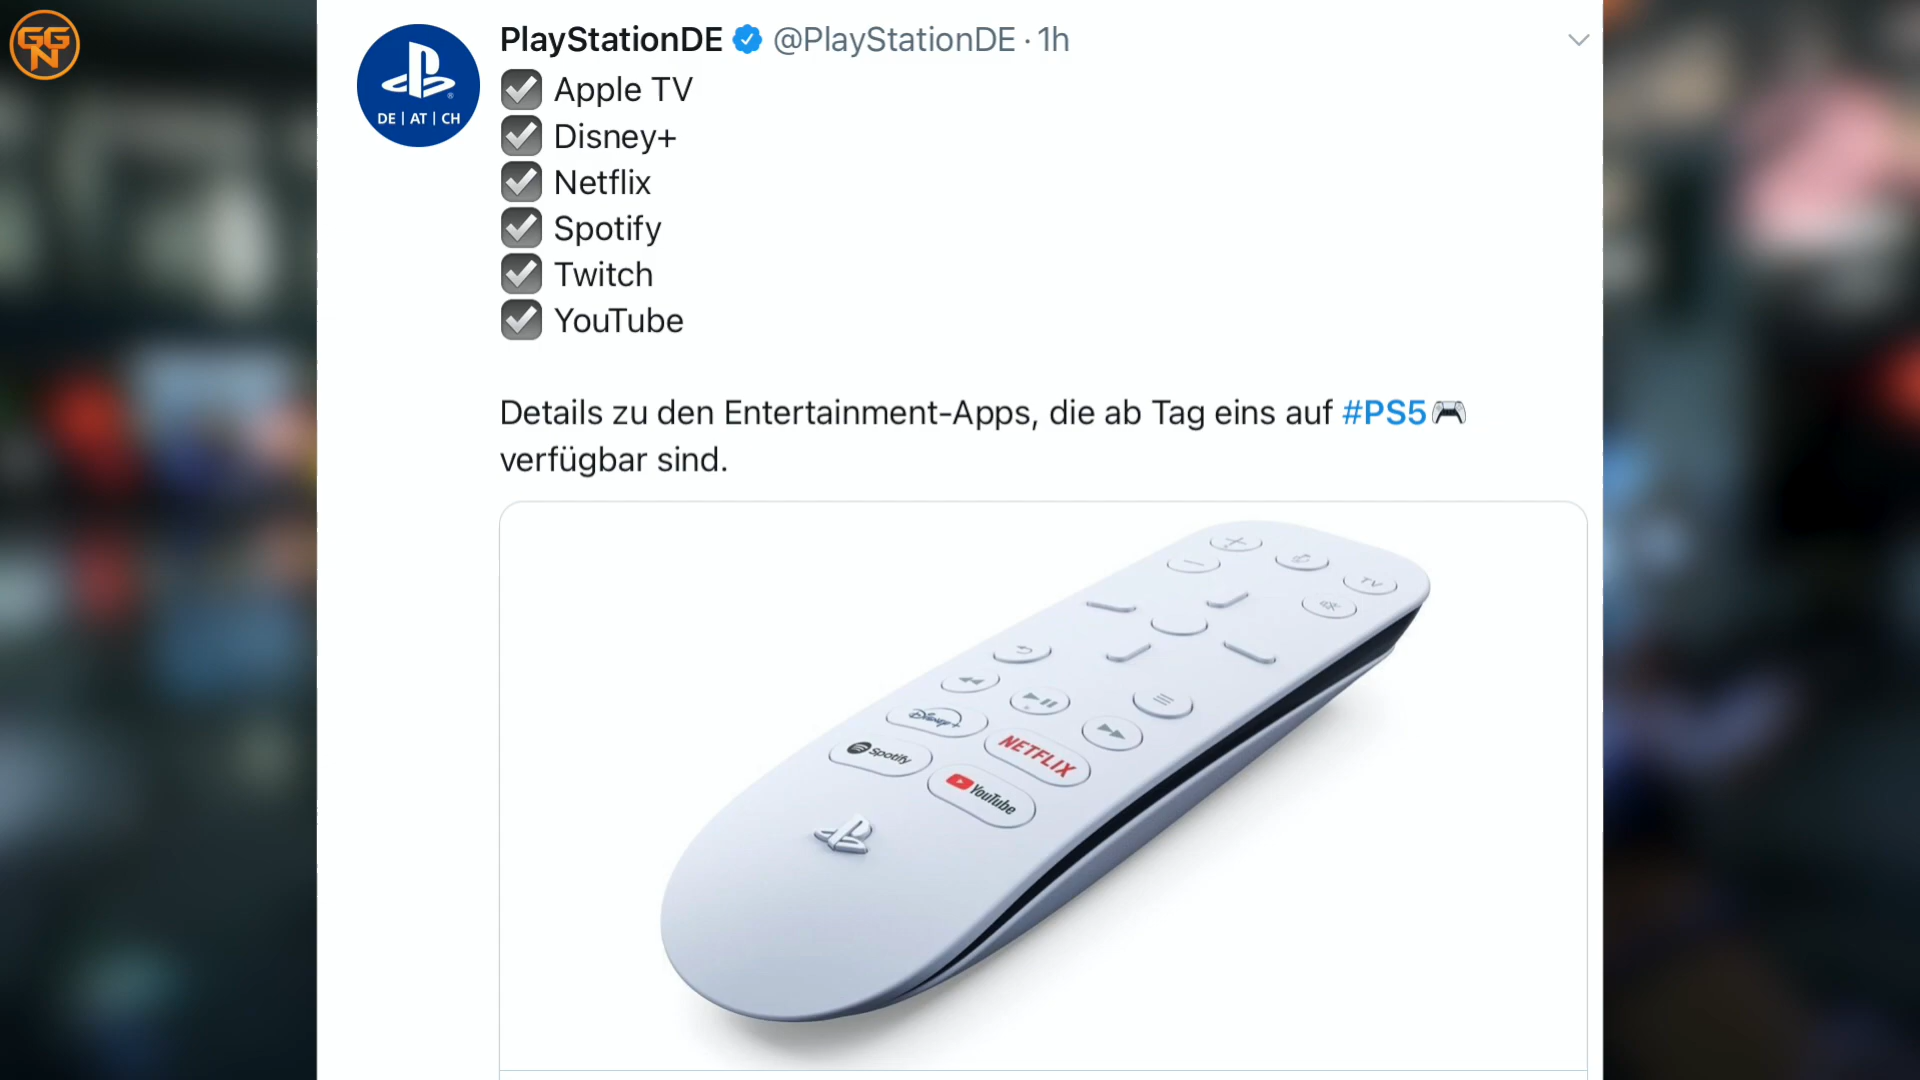 GGN
PlayStationDE @PlayStationDE · 1h
DE | AT | CH
Apple TV
Disney+
Netflix
Spotify
Twitch
YouTube
Details zu den Entertainment-Apps, die ab Tag eins auf #PS5
verfügbar sind.
TV
Disney+
NETFLIX
Spotify
YouTube